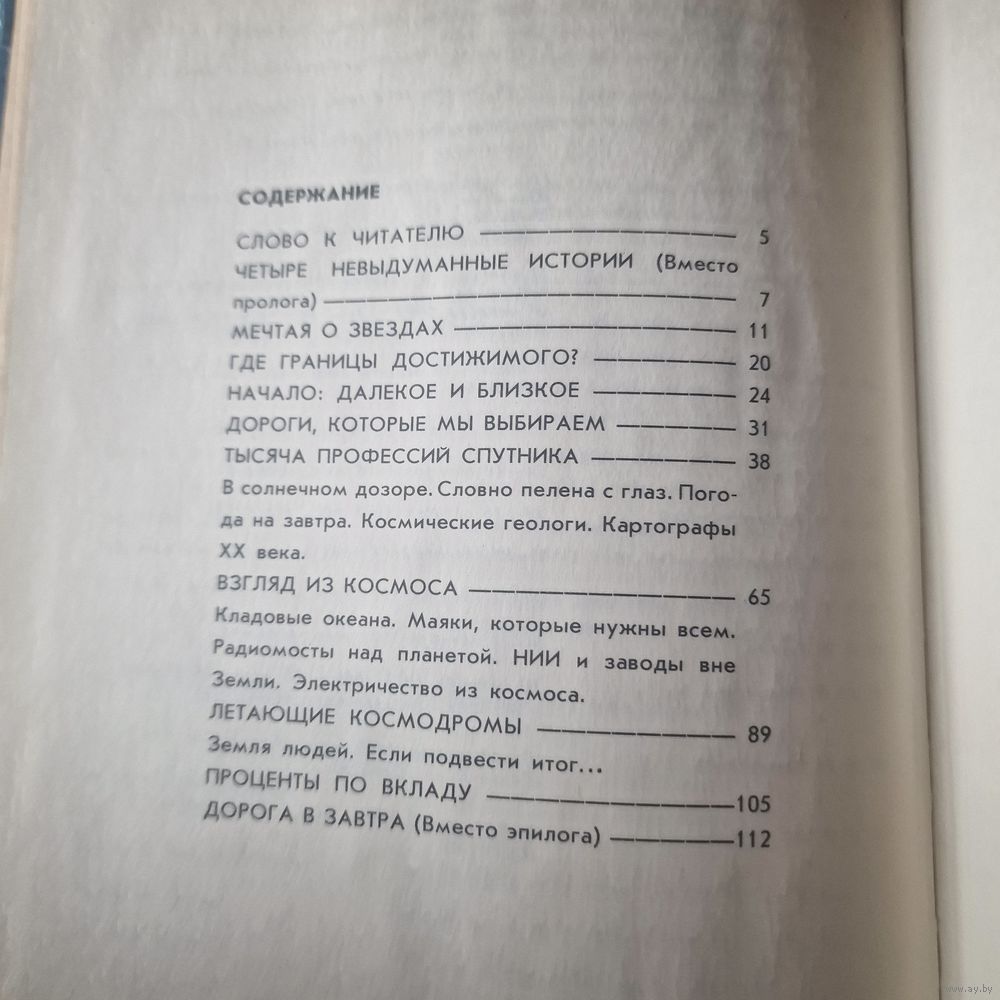 СОДЕРЖАНИЕ
СЛОВО К ЧИТАТЕЛЮ ———————————— 5
ЧЕТЫРЕ НЕВЫДУМАННЫЕ ИСТОРИИ (Вместо
пролога) ——————————————————— 7
МЕЧТАЯ О ЗВЕЗДАХ ————————————— 11
ГДЕ ГРАНИЦЫ ДОСТИЖИМОГО? —————— 20
НАЧАЛО: ДАЛЕКОЕ И БЛИЗКОЕ —————— 24
ДОРОГИ, КОТОРЫЕ МЫ ВЫБИРАЕМ ————— 31
ТЫСЯЧА ПРОФЕССИЙ СПУТНИКА —————— 38
В солнечном дозоре. Словно пелена с глаз. Пого-
да на завтра. Космические геологи. Картографы
XX века.
ВЗГЛЯД ИЗ КОСМОСА ———————————— 65
Кладовые океана. Маяки, которые нужны всем.
Радиомосты над планетой. НИИ и заводы вне
Земли. Электричество из космоса.
ЛЕТАЮЩИЕ КОСМОДРОМЫ ————————— 89
Земля людей. Если подвести итог...
ПРОЦЕНТЫ ПО ВКЛАДУ ———————————105
ДОРОГА В ЗАВТРА (Вместо эпилога) —————112
www.ay.by